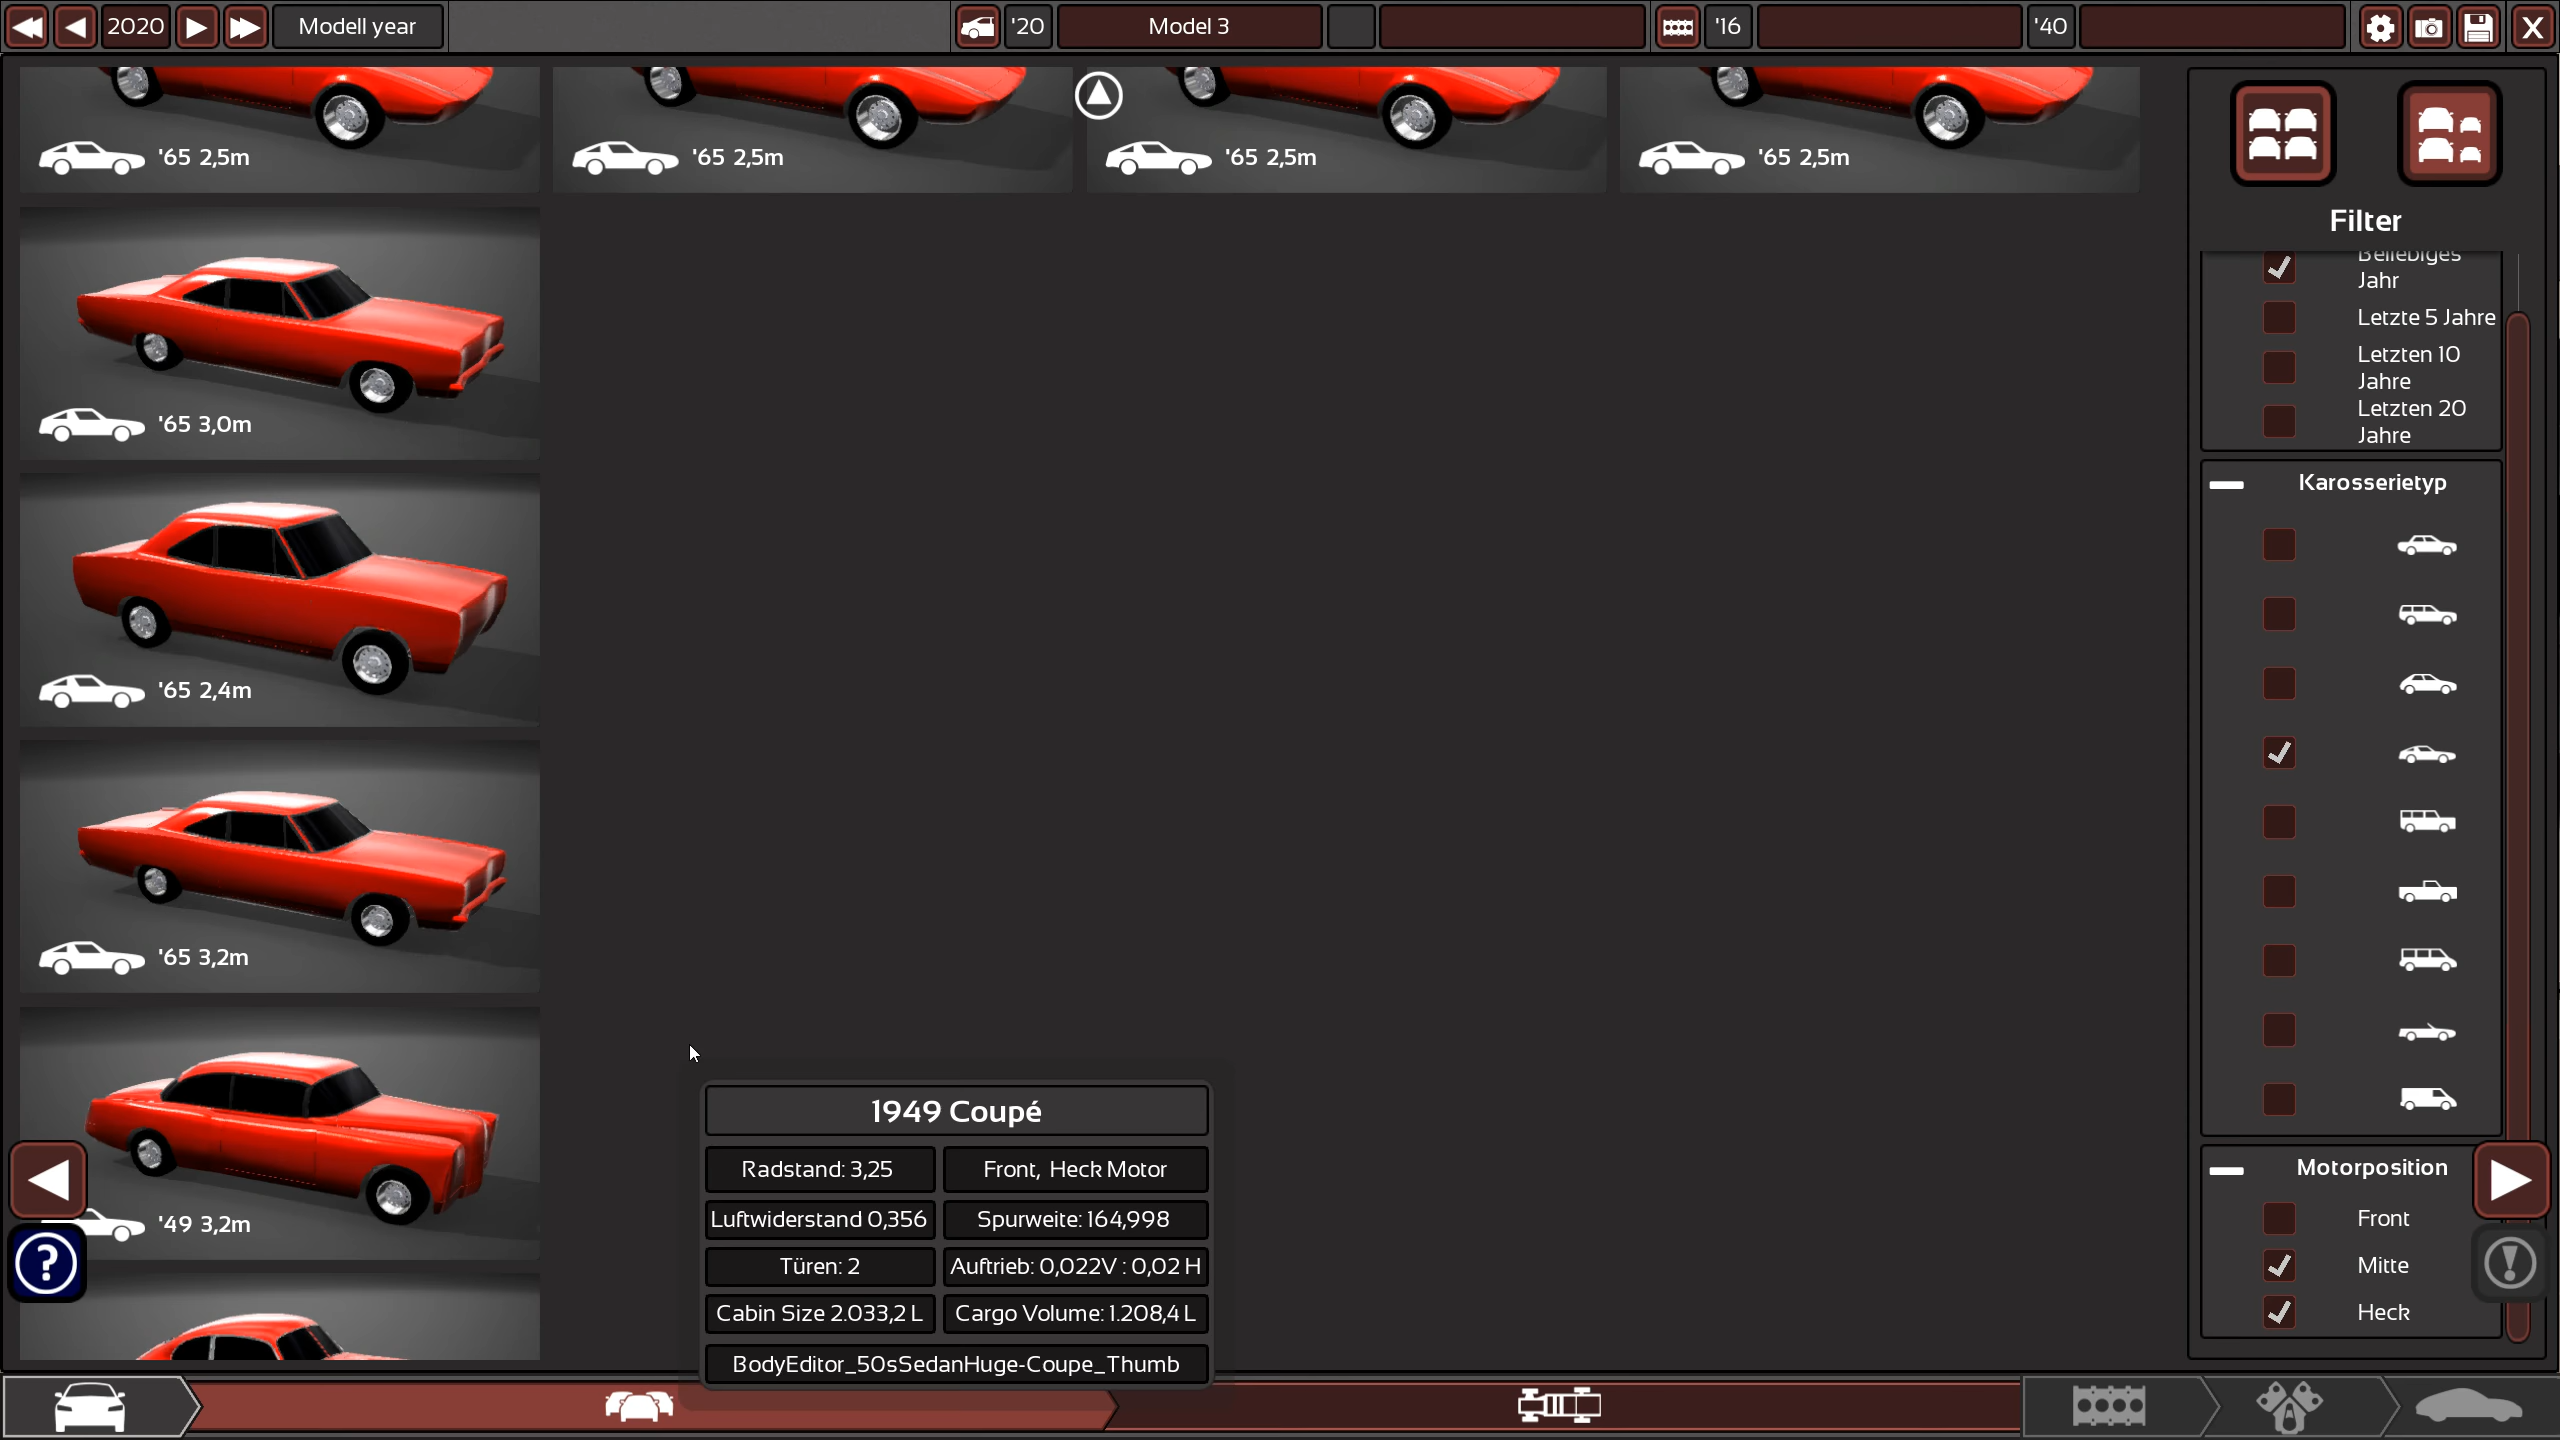 2020
Modell year
'20
Model 3
'16
'40
'65 2,5m
'65 2,5m
'65 2,5m
'65 2,5m
'65 3,0m
'65 2,4m
'65 3,2m
'49 3,2m
?
1949 Coupé
Radstand: 3,25
Front, Heck Motor
Luftwiderstand 0,356
Spurweite: 164,998
Türen: 2
Auftrieb: 0,022V : 0,02 H
Cabin Size 2.033,2 L
Cargo Volume: 1.208,4 L
BodyEditor_50sSedanHuge-Coupe_Thumb
Filter
Beliebiges
Jahr
Letzte 5 Jahre
Letzten 10
Jahre
Letzten 20
Jahre
Karosserietyp
Motorposition
Front
Mitte
Heck